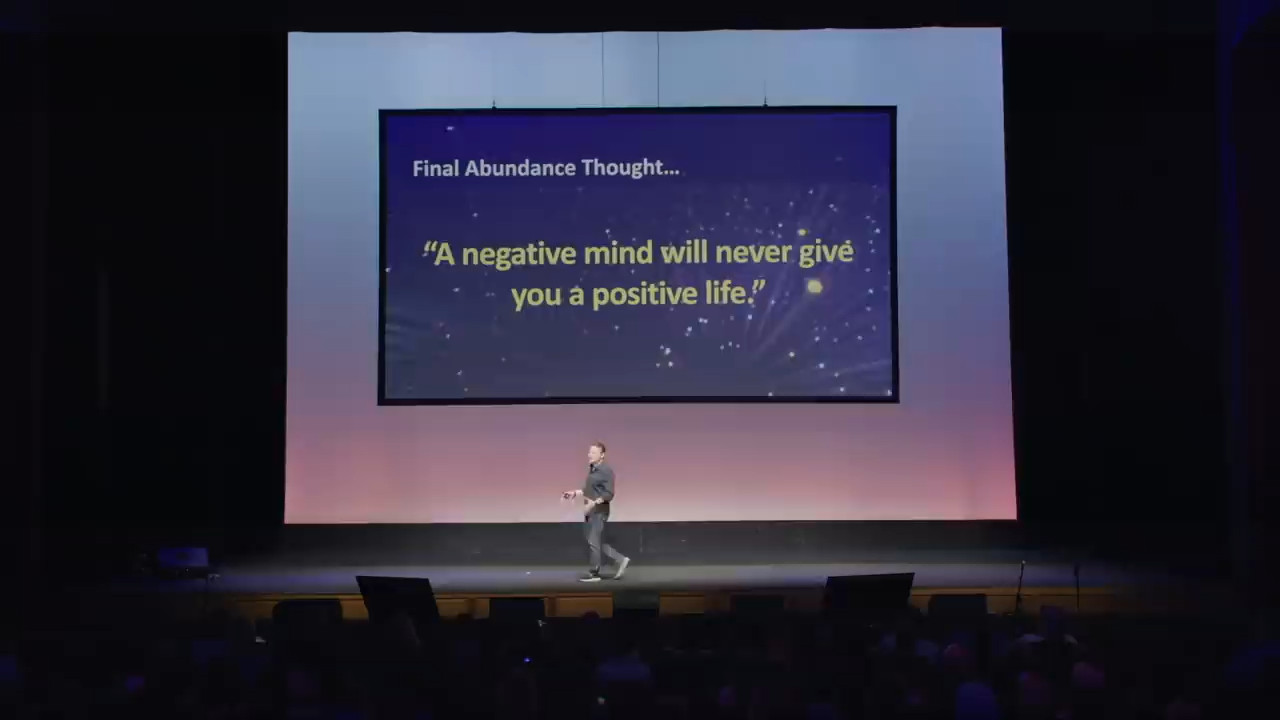 Final Abundance Thought...
“A negative mind will never give
you a positive life.”